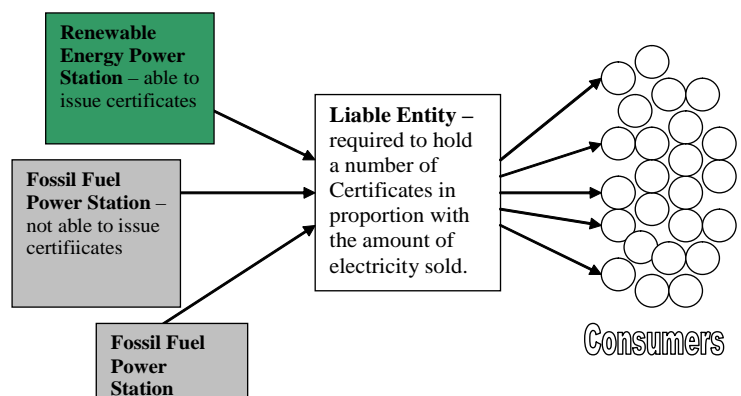 Renewable
Energy Power
Station – able to
issue certificates
Fossil Fuel
Power Station –
not able to issue
certifiicates
Fossil Fuel
Power
Station
Liable Entity –
required to hold
a number of
Certificates in
proportion with
the amount of
electricity sold.
Consumers